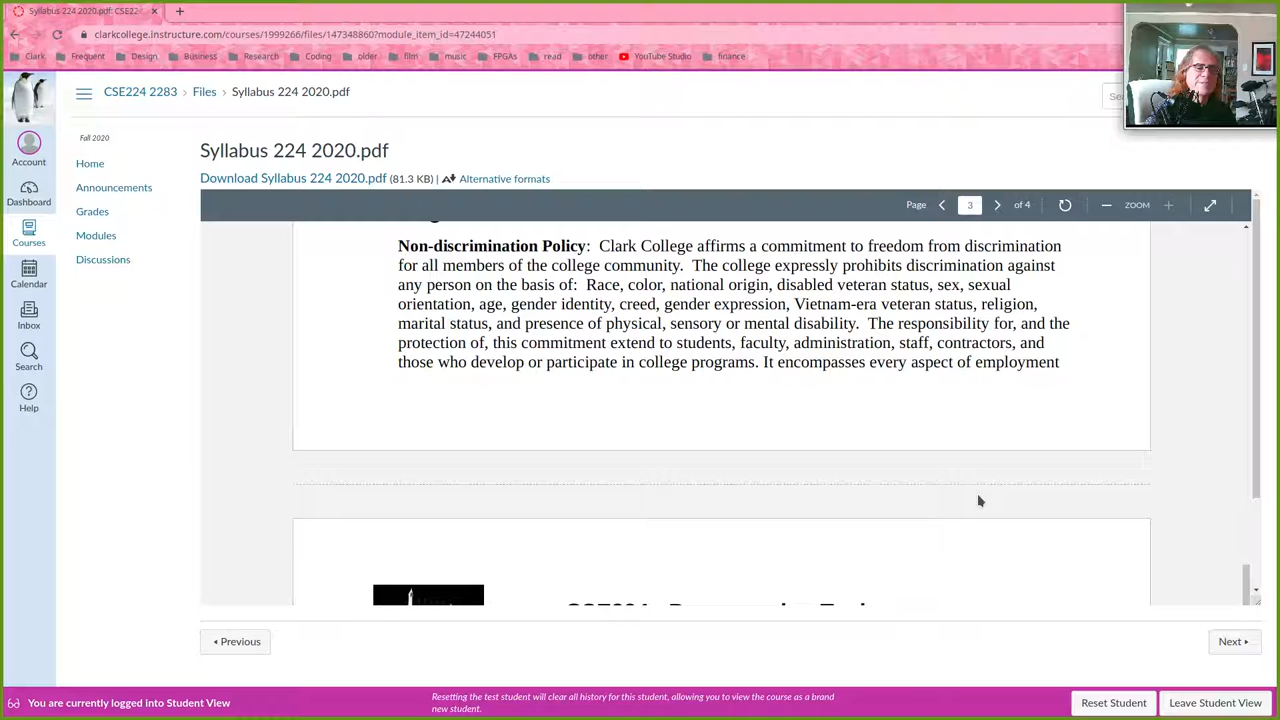 Syllabus 224 2020.pdf: CSE22
clarkcollege.instructure.com/courses/1999266/files/147348860?module_item_id=47244051
Clark Frequent Design Business Research Coding older film music FPGAs read other YouTube Studio finance
CSE224 2283 › Files › Syllabus 224 2020.pdf
Fall 2020
Home
Announcements
Grades
Modules
Discussions
Account
Dashboard
Courses
Calendar
Inbox
Search
Help
Syllabus 224 2020.pdf
Download Syllabus 224 2020.pdf (81.3 KB) | Alternative formats
Page 3 of 4 ZOOM
Non-discrimination Policy: Clark College affirms a commitment to freedom from discrimination
for all members of the college community. The college expressly prohibits discrimination against
any person on the basis of: Race, color, national origin, disabled veteran status, sex, sexual
orientation, age, gender identity, creed, gender expression, Vietnam-era veteran status, religion,
marital status, and presence of physical, sensory or mental disability. The responsibility for, and the
protection of, this commitment extend to students, faculty, administration, staff, contractors, and
those who develop or participate in college programs. It encompasses every aspect of employment
Previous
Next
You are currently logged into Student View
Resetting the test student will clear all history for this student, allowing you to view the course as a brand
new student.
Reset Student
Leave Student View